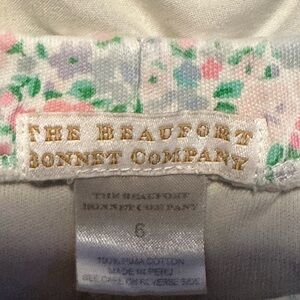 THE BEAUFORT
BONNET COMPANY
THE BEAUFORT
BONNET COMPANY
6
100% PIMA COTTON
MADE IN PERU
SEE CARE ON REVERSE SIDE